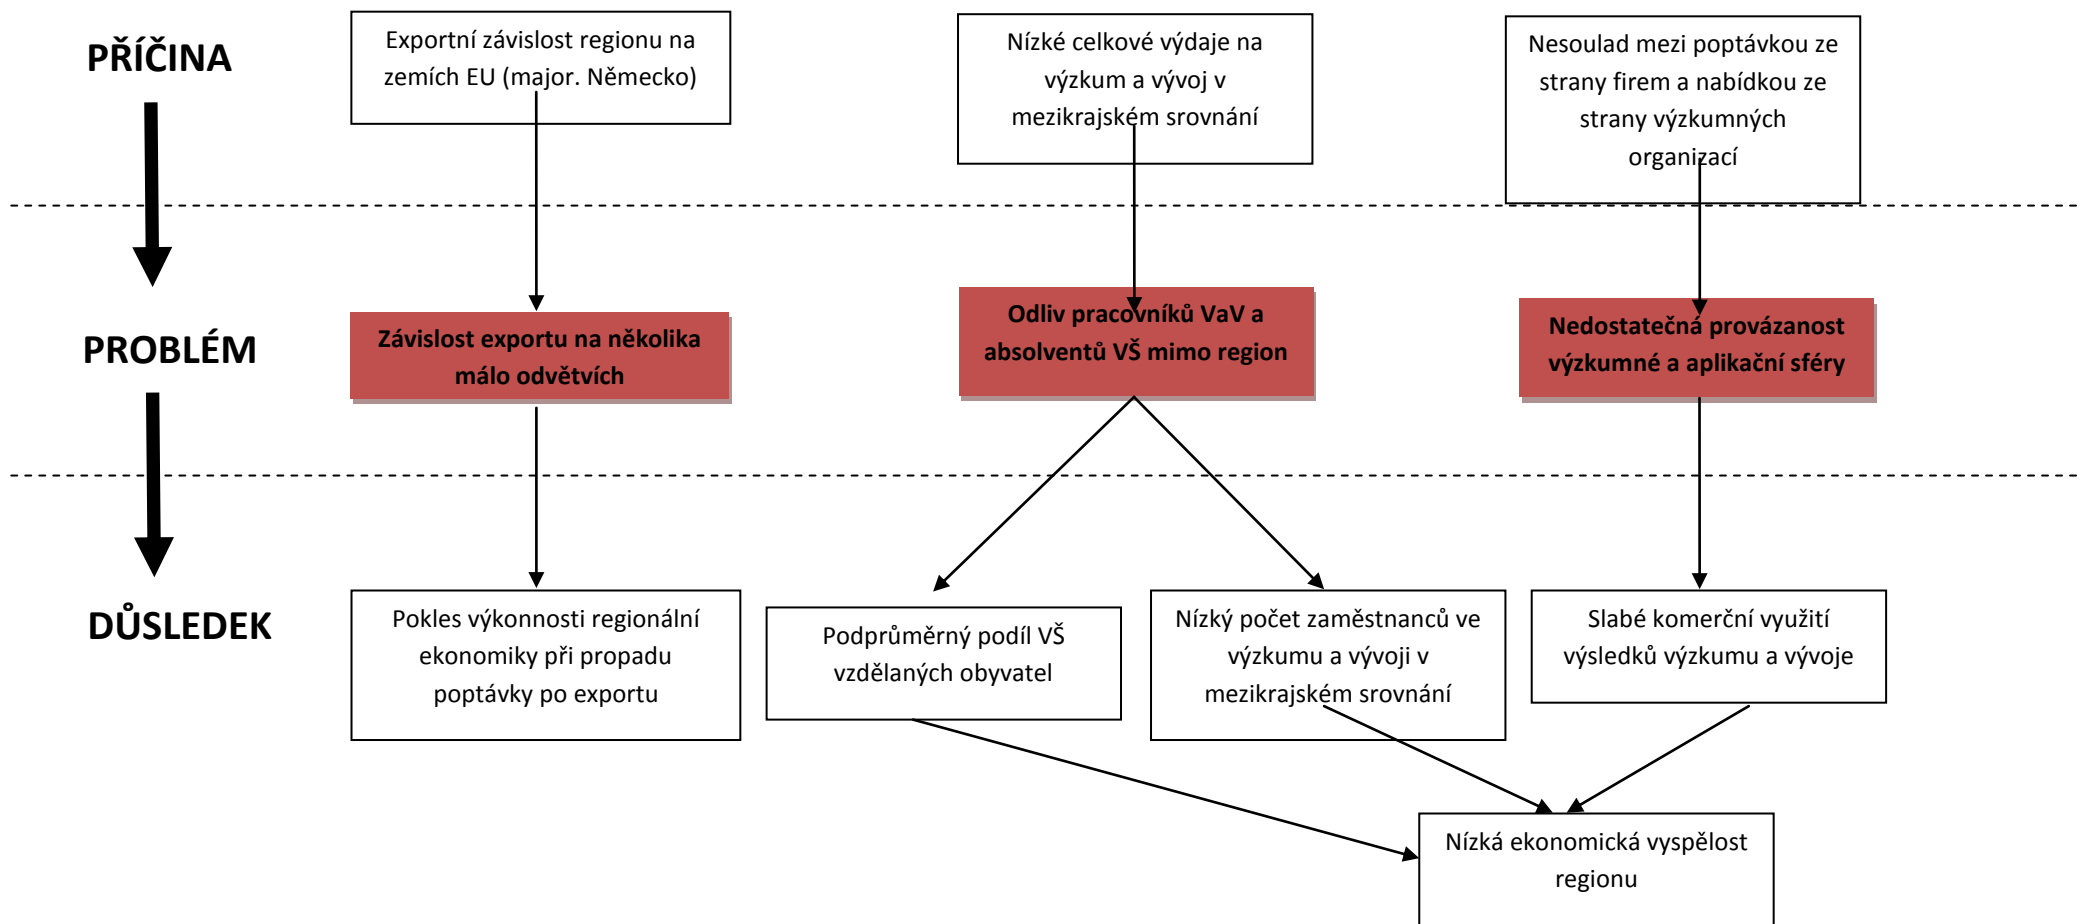 PŘÍČINA
Exportní závislost regionu na
zemích EU (major. Německo)
Nízké celkové výdaje na
výzkum a vývoj v
mezikrajském srovnání
Nesoulad mezi poptávkou ze
strany firem a nabídkou ze
strany výzkumných
organizací
PROBLÉM
Závislost exportu na několika
málo odvětvích
Odliv pracovníků VaV a
absolventů VŠ mimo region
Nedostatečná provázanost
výzkumné a aplikační sféry
DŮSLEDEK
Pokles výkonnosti regionální
ekonomiky při propadu
poptávky po exportu
Podprůměrný podíl VŠ
vzdělaných obyvatel
Nízký počet zaměstnanců ve
výzkumu a vývoji v
mezikrajském srovnání
Slabé komerční využití
výsledků výzkumu a vývoje
Nízká ekonomická vyspělost
regionu